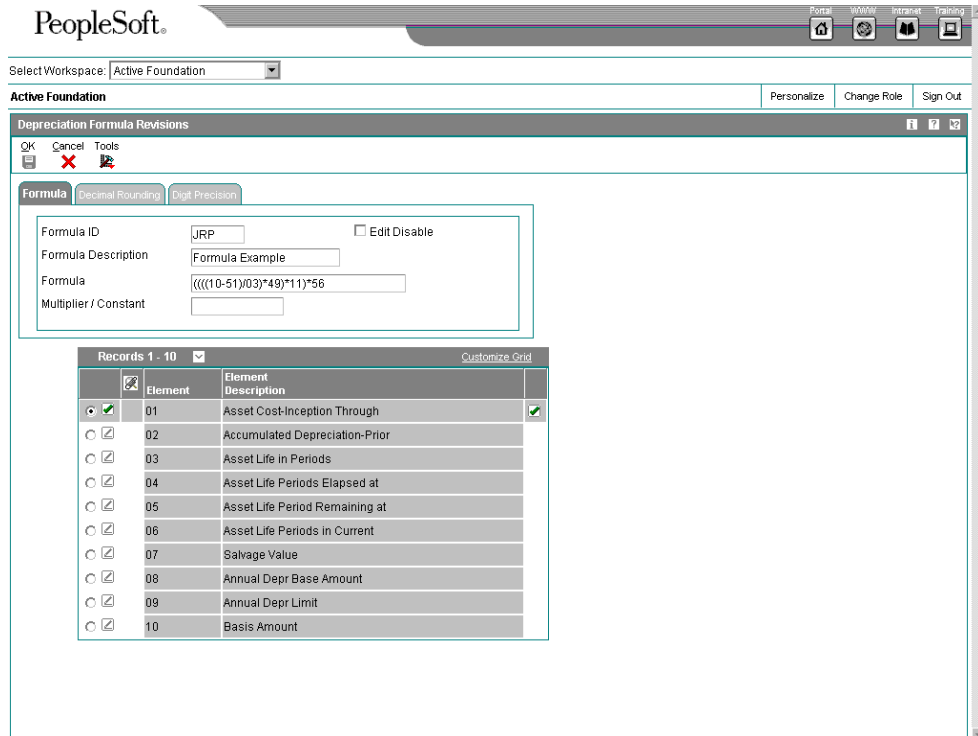 PeopleSoft®
Portal WWW Intranet Training
Select Workspace: Active Foundation
Active Foundation
Personalize Change Role Sign Out
Depreciation Formula Revisions
OK Cancel Tools
Formula Decimal Rounding Digit Precision
Formula ID JRP Edit Disable
Formula Description Formula Example
Formula ((((10-51)/03)*49)*11)*56
Multiplier / Constant
Records 1 - 10 Customize Grid
Element Element Description
01 Asset Cost-Inception Through
02 Accumulated Depreciation-Prior
03 Asset Life in Periods
04 Asset Life Periods Elapsed at
05 Asset Life Period Remaining at
06 Asset Life Periods in Current
07 Salvage Value
08 Annual Depr Base Amount
09 Annual Depr Limit
10 Basis Amount